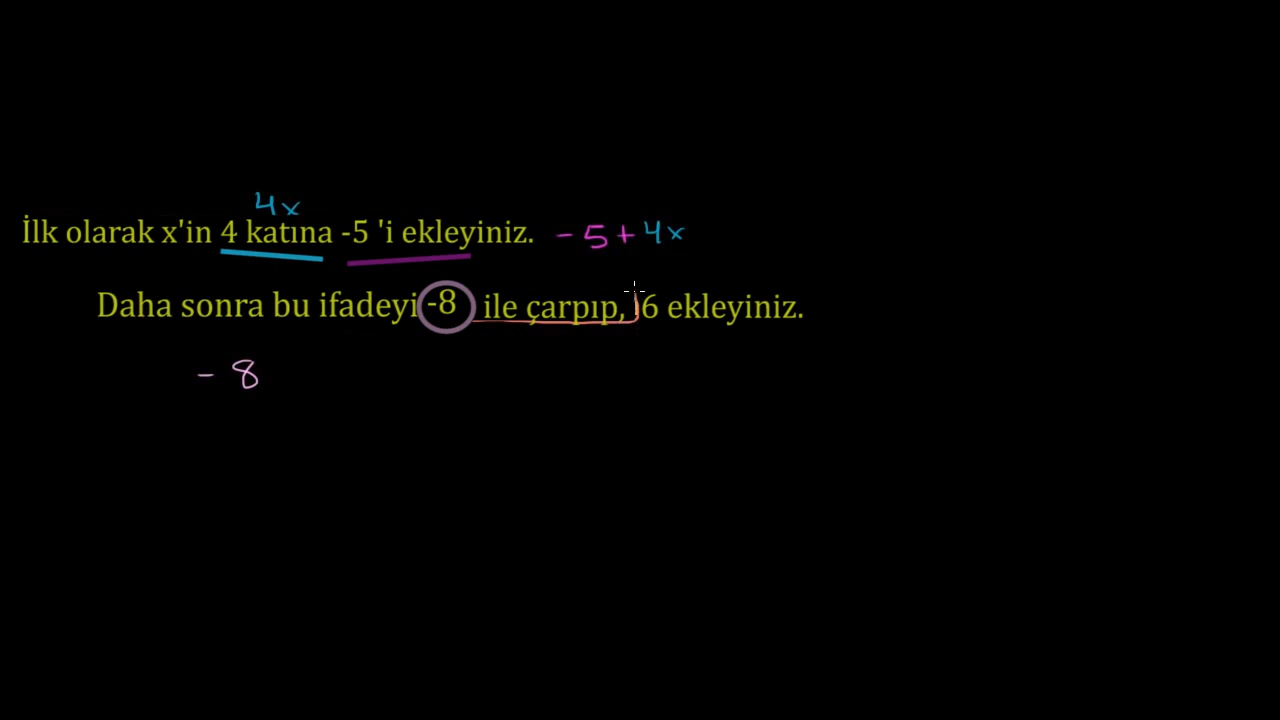 4x
İlk olarak x'in 4 katına -5 'i ekleyiniz. - 5 + 4x
Daha sonra bu ifadeyi -8 ile çarpıp, 6 ekleyiniz.
- 8